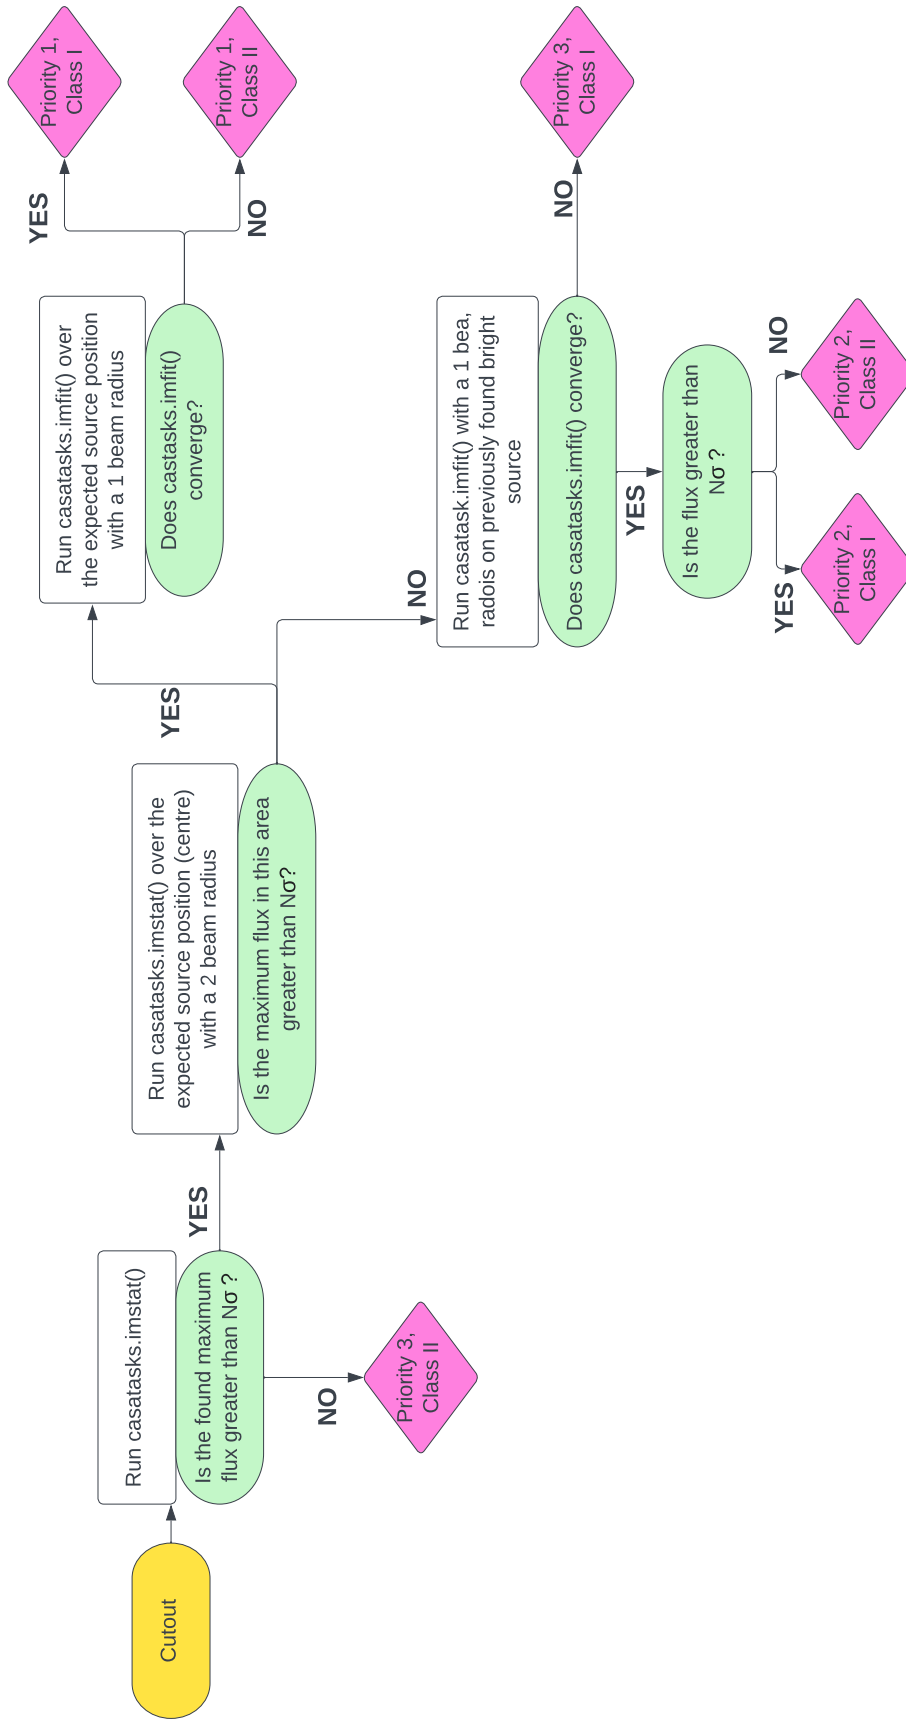 Cutout
Run casatasks.imstat()
Is the found maximum
flux greater than Nσ ?
NO
Priority 3,
Class II
YES
Run casatasks.imstat() over the
expected source position (centre)
with a 2 beam radius
Is the maximum flux in this area
greater than Nσ?
YES
Run casatasks.imfit() over
the expected source position
with a 1 beam radius
Does castasks.imfit()
converge?
YES
Priority 1,
Class I
NO
Priority 1,
Class II
NO
Run casatask.imfit() with a 1 bea,
radois on previously found bright
source
Does casatasks.imfit() converge?
NO
Priority 3,
Class I
YES
Is the flux greater than
Nσ ?
YES
Priority 2,
Class I
NO
Priority 2,
Class II